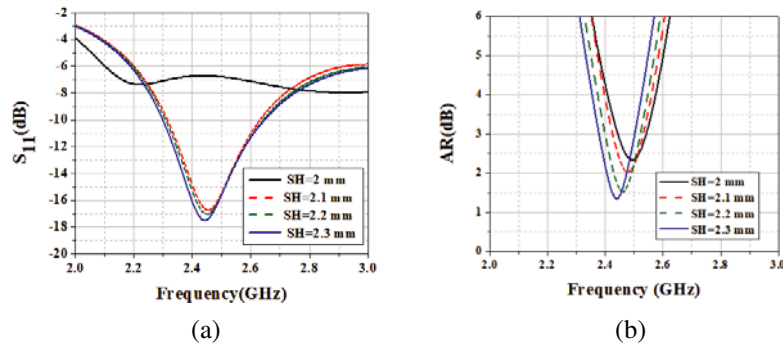 -2
-4
-6
-8
-10
-12
-14
-16
-18
-20
S11(dB)
SH=2 mm
SH=2.1 mm
SH=2.2 mm
SH=2.3 mm
2.0 2.2 2.4 2.6 2.8 3.0
Frequency(GHz)
(a)
6
5
4
3
2
1
0
AR(dB)
SH=2 mm
SH=2.1 mm
SH=2.2 mm
SH=2.3 mm
2.0 2.2 2.4 2.6 2.8 3.0
Frequency (GHz)
(b)